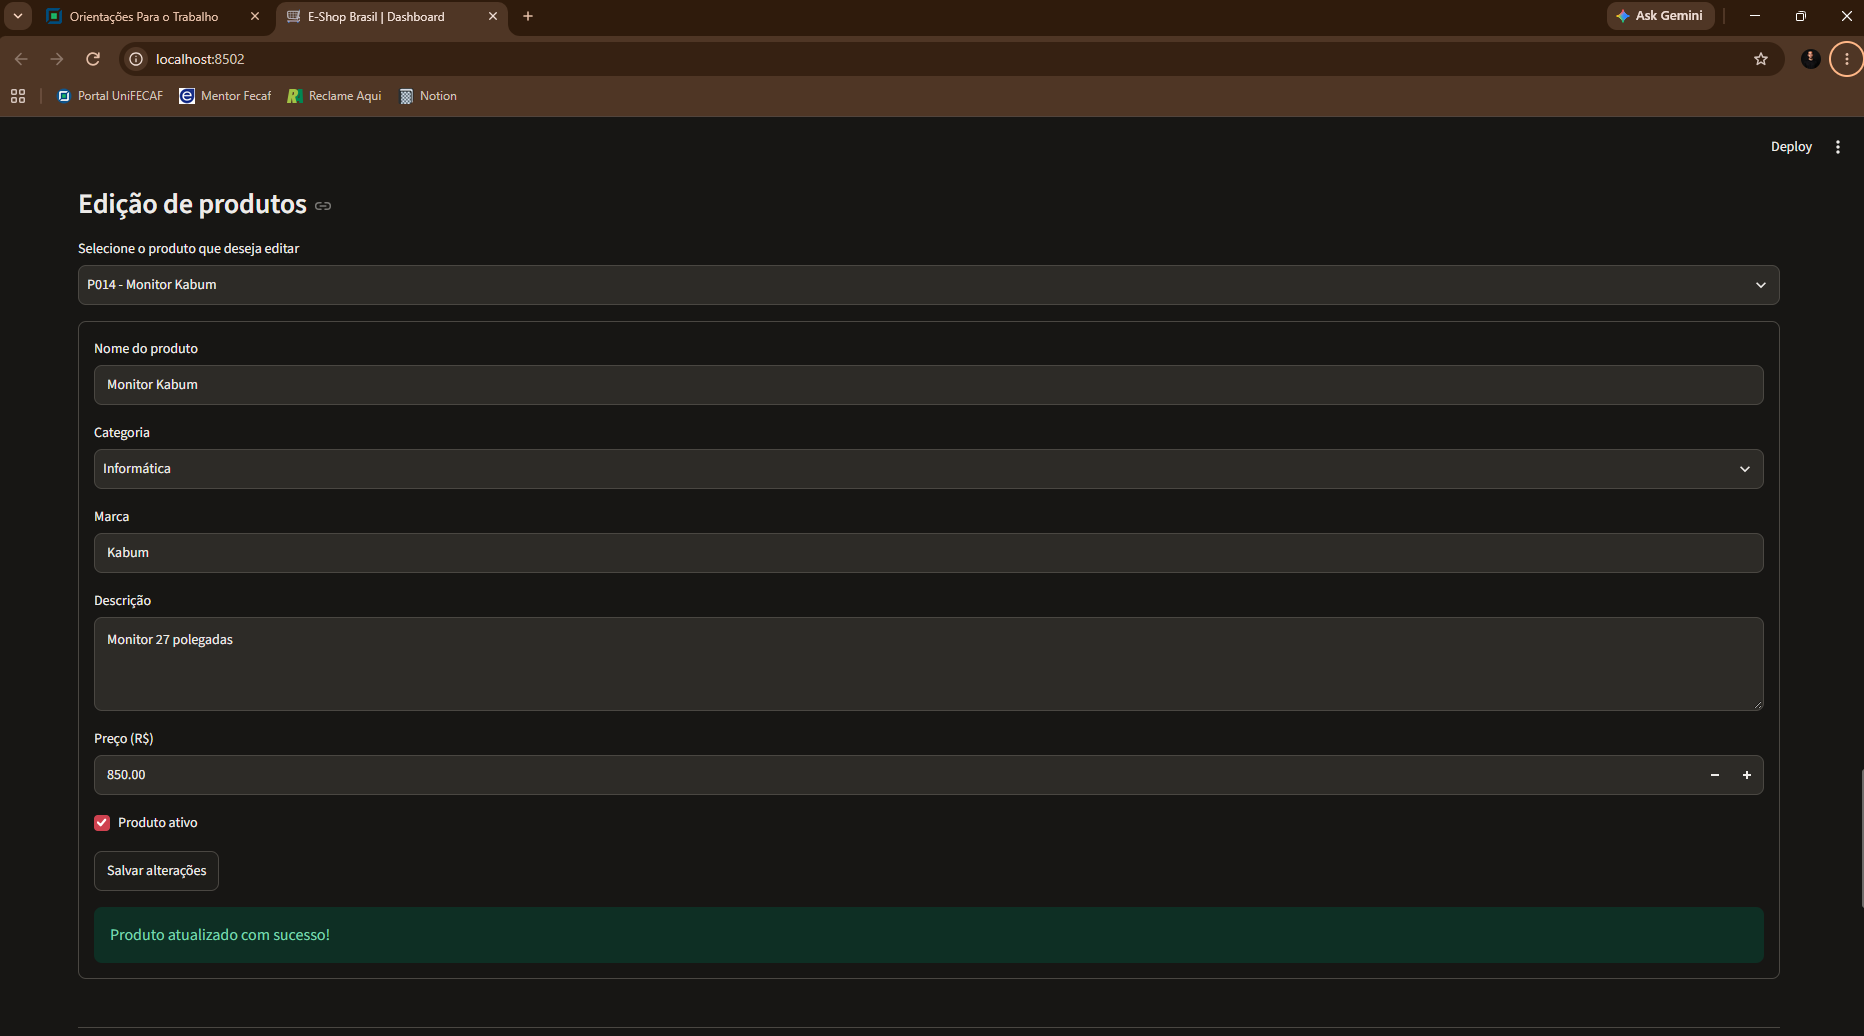 Orientações Para o Trabalho
E-Shop Brasil | Dashboard
Ask Gemini
localhost:8502
Portal UniFECAF
Mentor Fecaf
Reclame Aqui
Notion
Deploy
Edição de produtos
Selecione o produto que deseja editar
P014 - Monitor Kabum
Nome do produto
Monitor Kabum
Categoria
Informática
Marca
Kabum
Descrição
Monitor 27 polegadas
Preço (R$)
850.00
Produto ativo
Salvar alterações
Produto atualizado com sucesso!